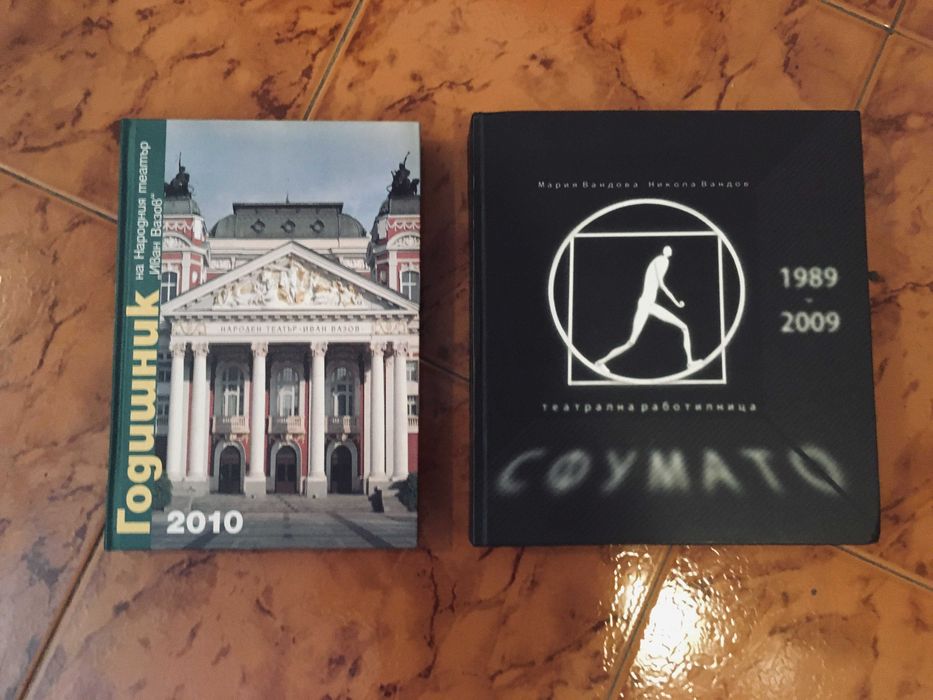 Годишник
на Народния театър
„Иван Вазов“
НАРОДЕН ТЕАТЪР·ИВАН ВАЗОВ
2010
Мария Вандова Никола Вандов
1989
-
2009
театрална работилница
СФУМАТО